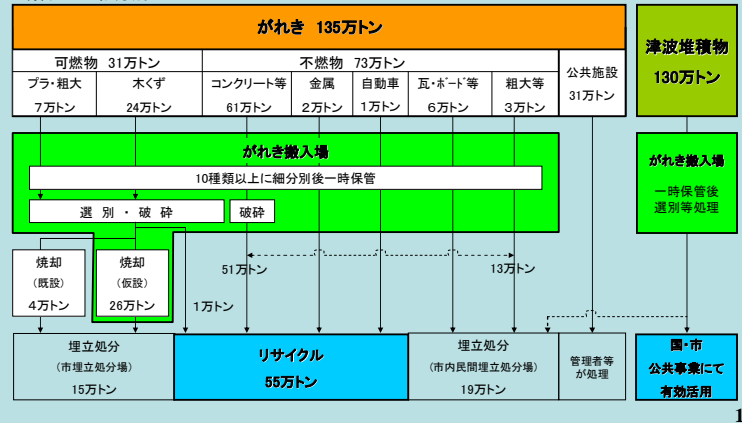 がれき 135万トン
津波堆積物
130万トン
可燃物 31万トン
不燃物 73万トン
公共施設
31万トン
プラ・粗大
7万トン
木くず
24万トン
コンクリート等
61万トン
金属
2万トン
自動車
1万トン
瓦・ボード等
6万トン
粗大等
3万トン
がれき搬入場
10種類以上に細分別後一時保管
選別・破砕
破砕
がれき搬入場
一時保管後
選別等処理
焼却
(既設)
4万トン
焼却
(仮設)
26万トン
1万トン
51万トン
13万トン
埋立処分
(市埋立処分場)
15万トン
リサイクル
55万トン
埋立処分
(市内民間埋立処分場)
19万トン
管理者等
が処理
国・市
公共事業にて
有効活用
1